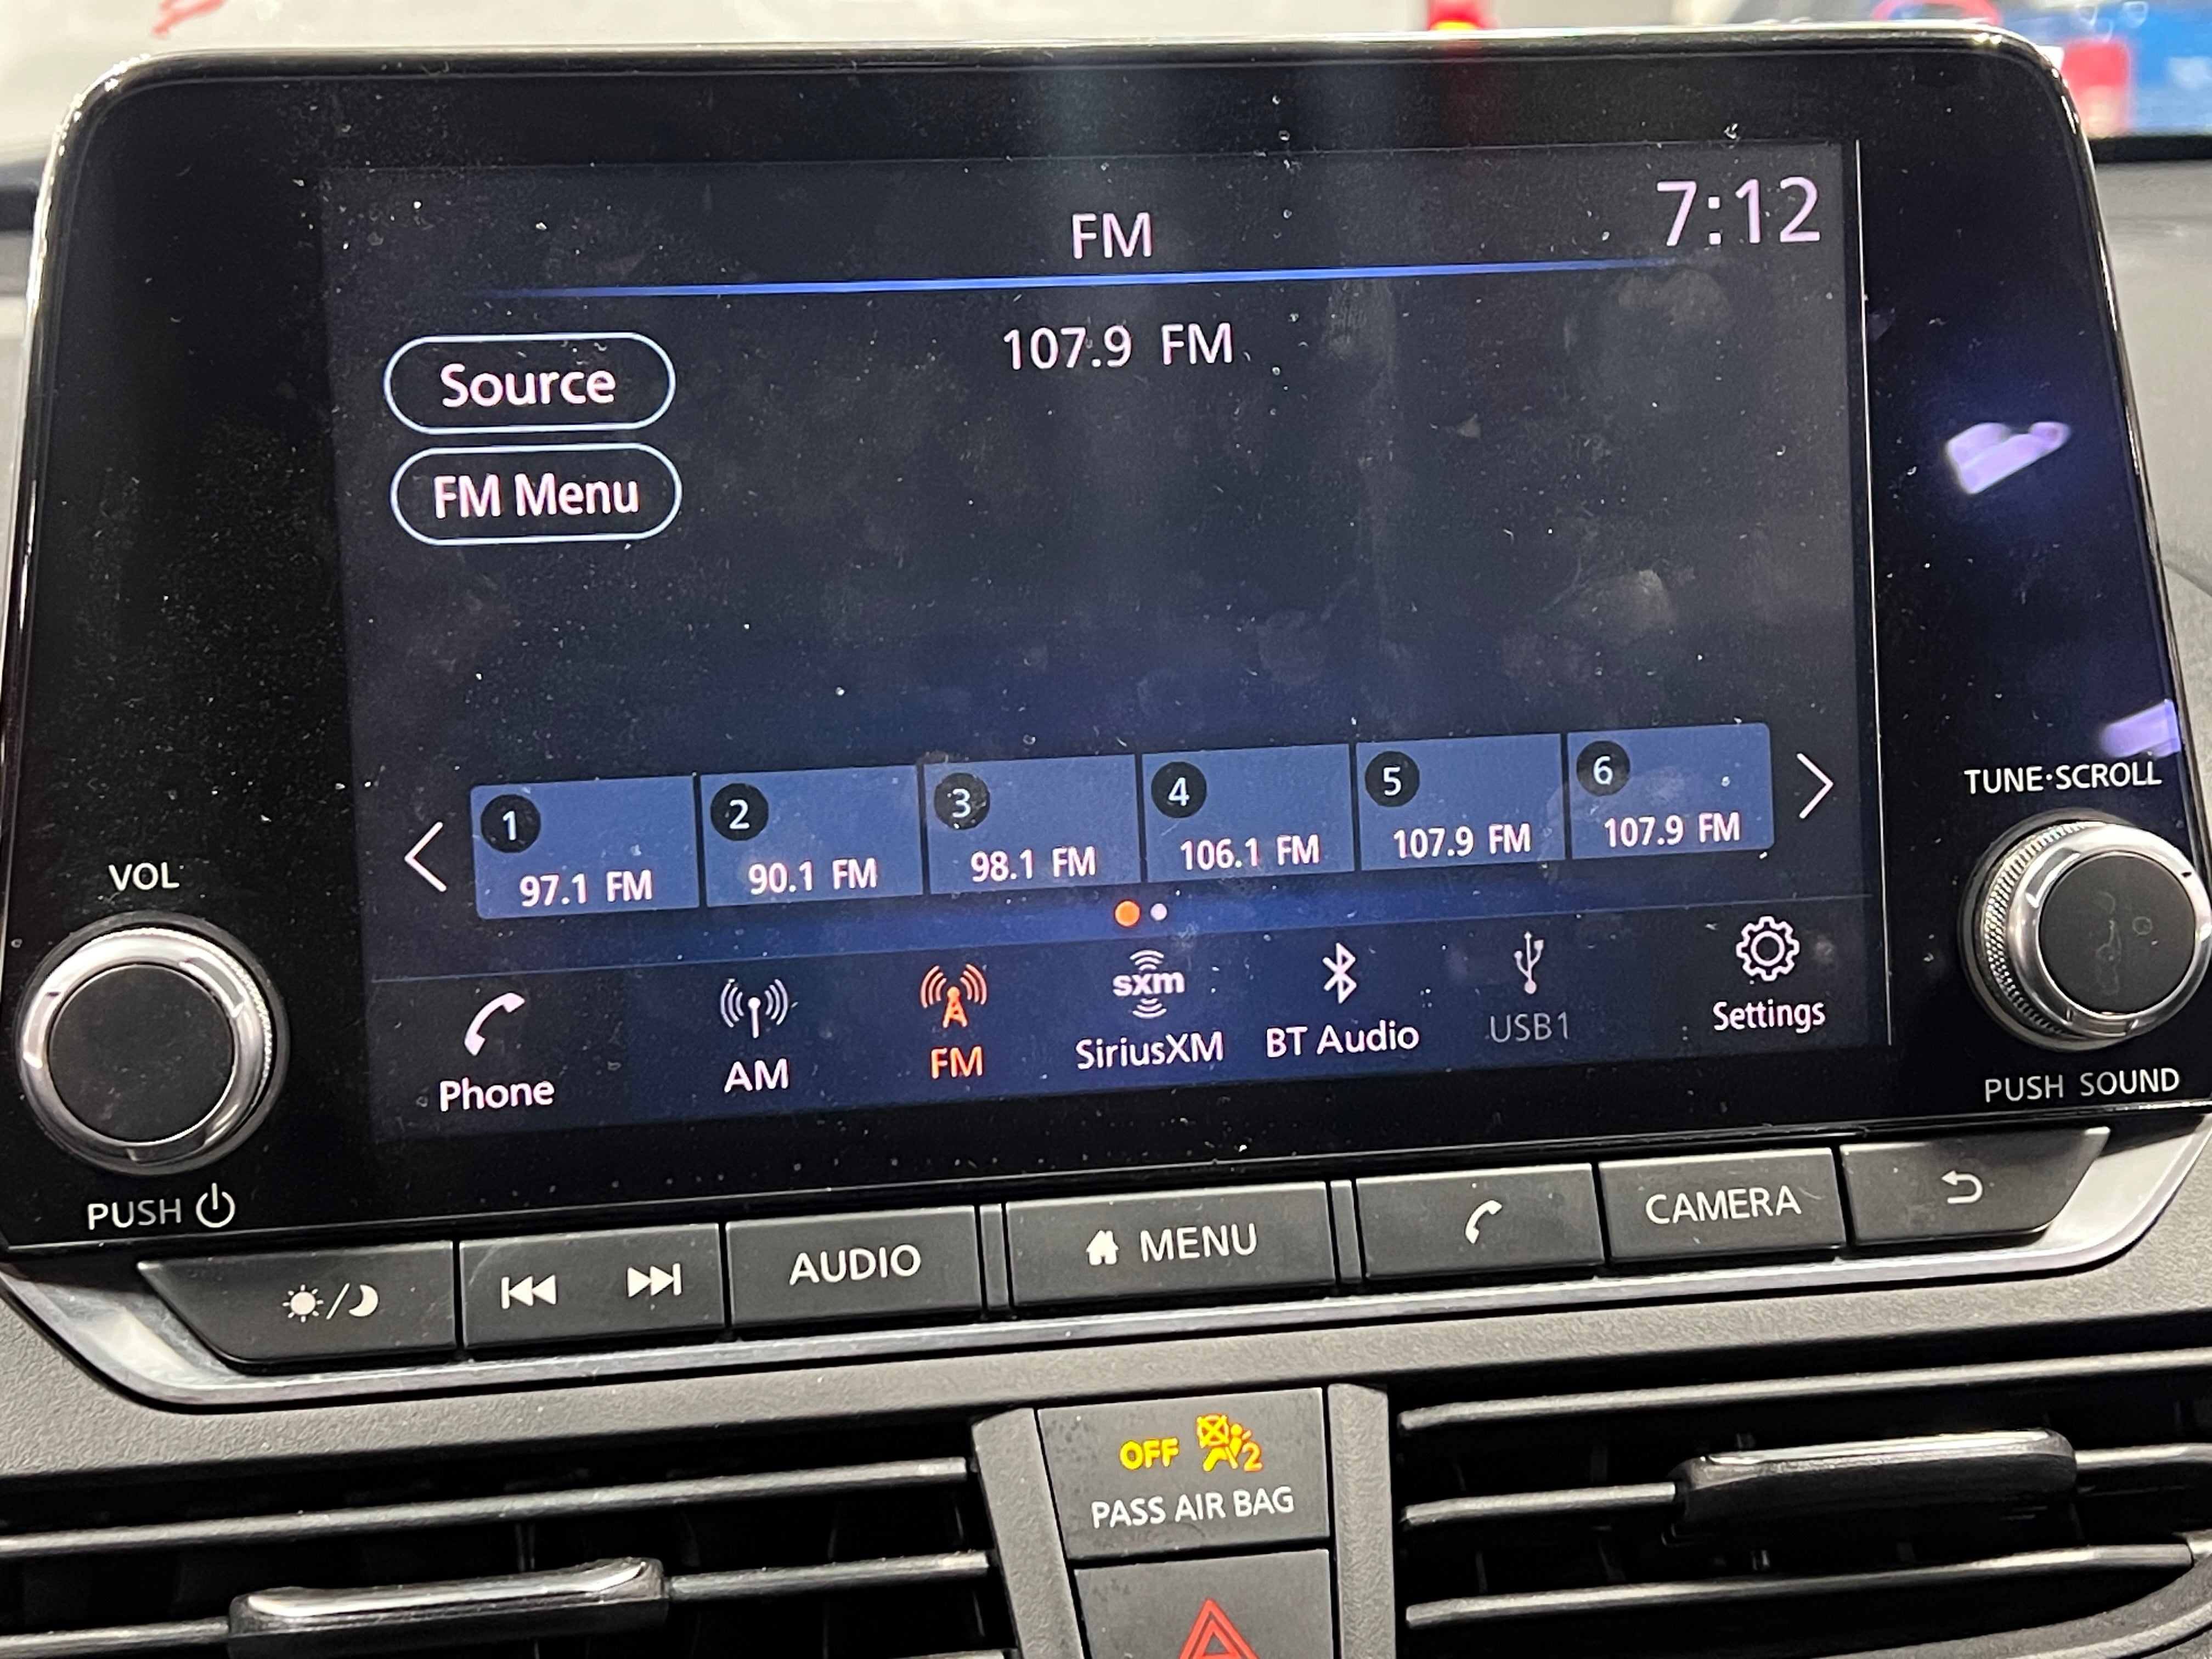 FM
7:12
107.9 FM
Source
FM Menu
1
97.1 FM
2
90.1 FM
3
98.1 FM
4
106.1 FM
5
107.9 FM
6
107.9 FM
Phone
AM
FM
sxm
SiriusXM
BT Audio
USB1
Settings
VOL
PUSH
TUNE·SCROLL
PUSH SOUND
AUDIO
MENU
CAMERA
OFF 2
PASS AIR BAG